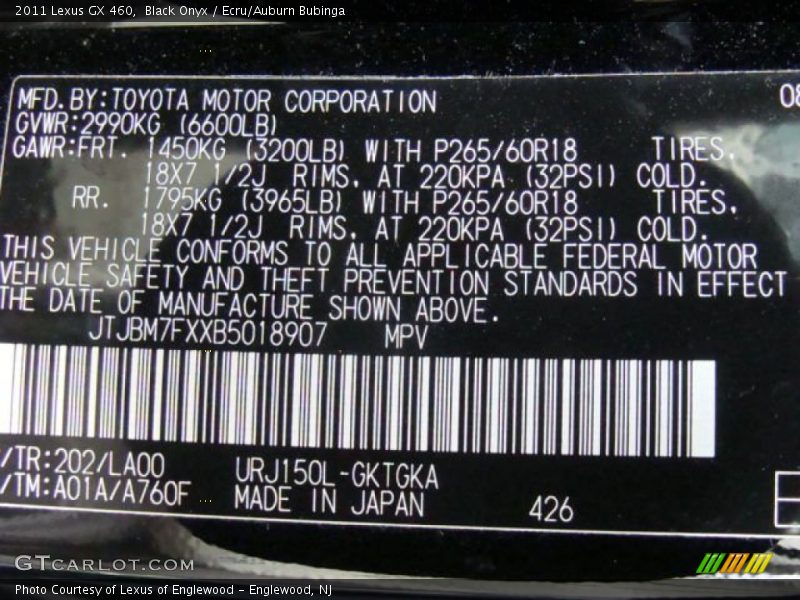 2011 Lexus GX 460, Black Onyx / Ecru/Auburn Bubinga
MFD.BY:TOYOTA MOTOR CORPORATION 08
GVWR:2990KG (6600LB)
GAWR:FRT. 1450KG (3200LB) WITH P265/60R18 TIRES,
18X7 1/2J RIMS, AT 220KPA (32PSI) COLD.
RR. 1795KG (3965LB) WITH P265/60R18 TIRES,
18X7 1/2J RIMS, AT 220KPA (32PSI) COLD.
THIS VEHICLE CONFORMS TO ALL APPLICABLE FEDERAL MOTOR
VEHICLE SAFETY AND THEFT PREVENTION STANDARDS IN EFFECT
THE DATE OF MANUFACTURE SHOWN ABOVE.
JTJBM7FXXB5018907 MPV
/TR:202/LA00 URJ150L-GKTGKA
/TM:A01A/A760F MADE IN JAPAN 426
GTCARLOT.COM
Photo Courtesy of Lexus of Englewood - Englewood, NJ